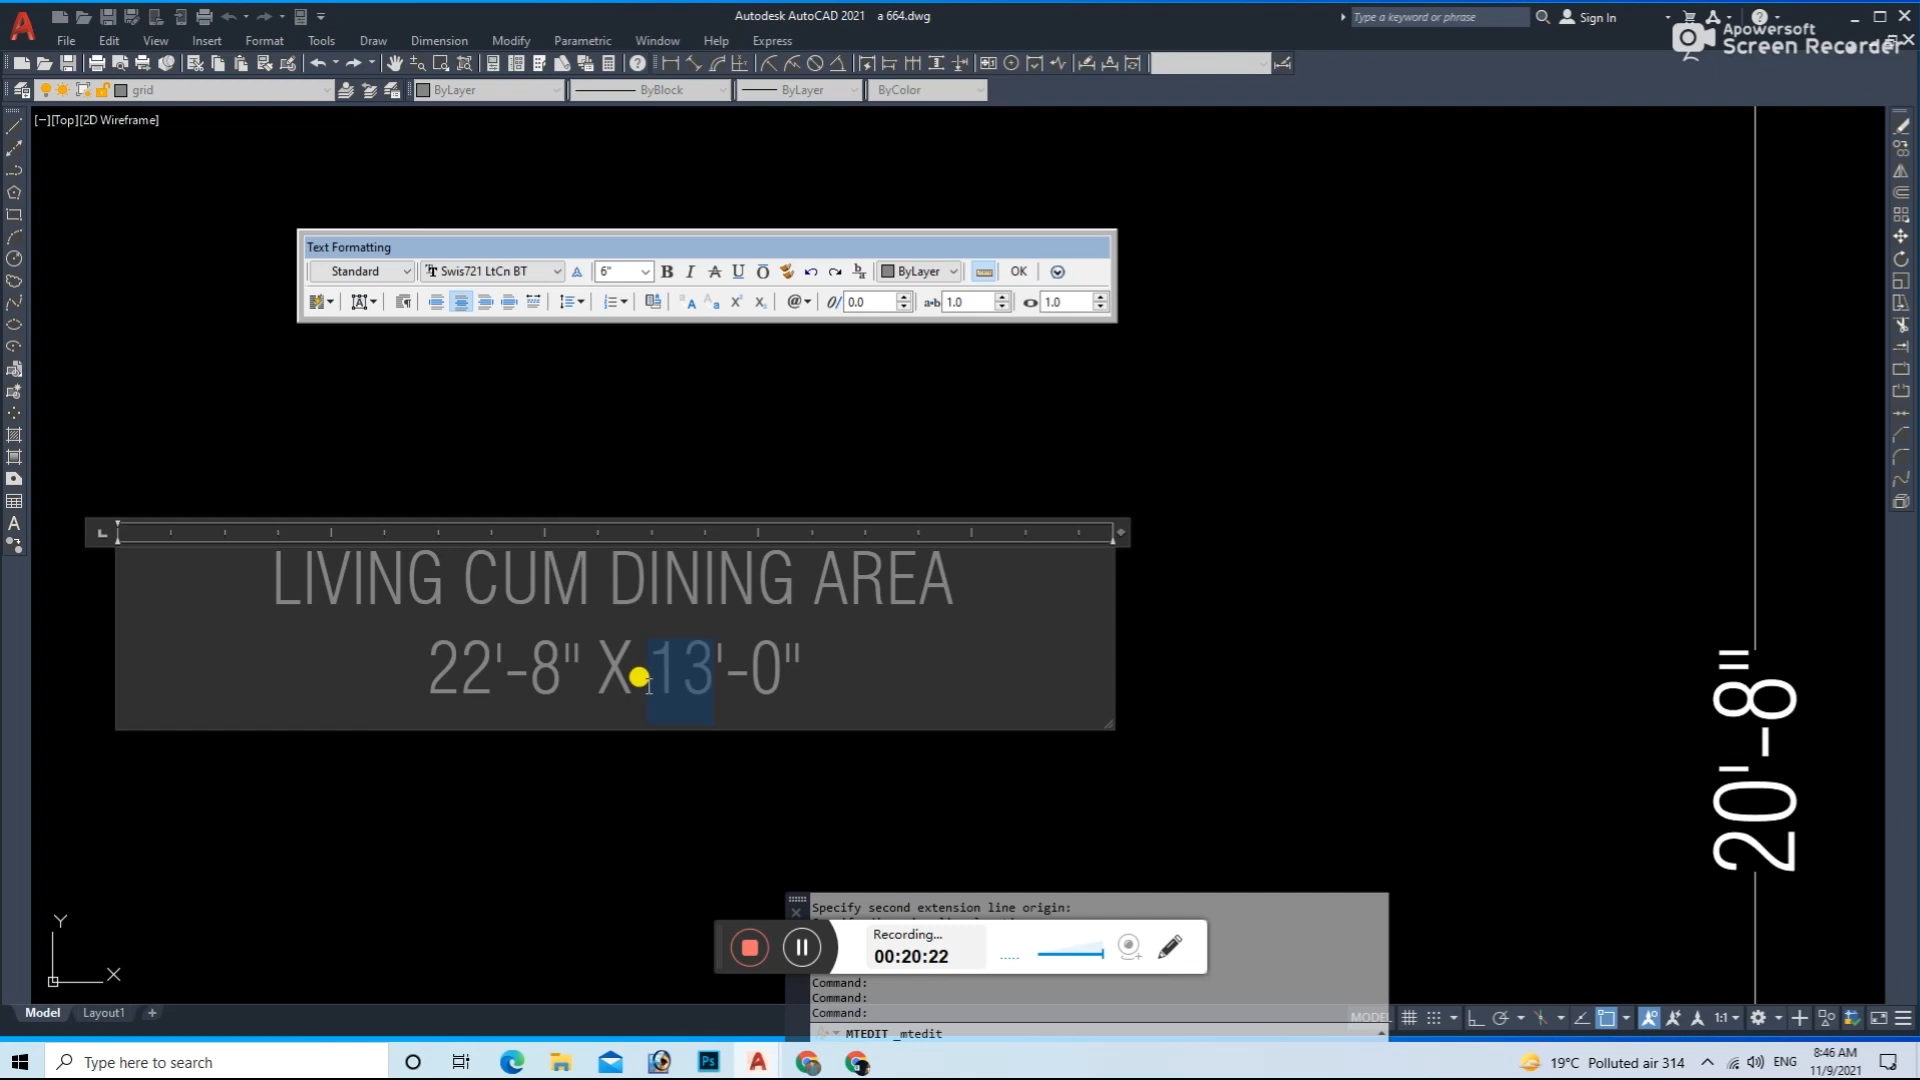 Autodesk AutoCAD 2021 a 664.dwg
Type a keyword or phrase
Sign In
Apowersoft
Screen Recorder
File Edit View Insert Format Tools Draw Dimension Modify Parametric Window Help Express
grid
ByLayer
ByBlock
ByLayer
ByColor
[−][Top][2D Wireframe]
Text Formatting
Standard
Swis721 LtCn BT
6"
ByLayer
OK
0.0
1.0
1.0
LIVING CUM DINING AREA
22'-8" X 13'-0"
20'-8"
Specify second extension line origin:
Recording...
00:20:22
Command:
Command:
Command:
MTEDIT _mtedit
Y
X
Model
Layout1
MODEL
1:1
Type here to search
19°C Polluted air 314
ENG
8:46 AM
11/9/2021